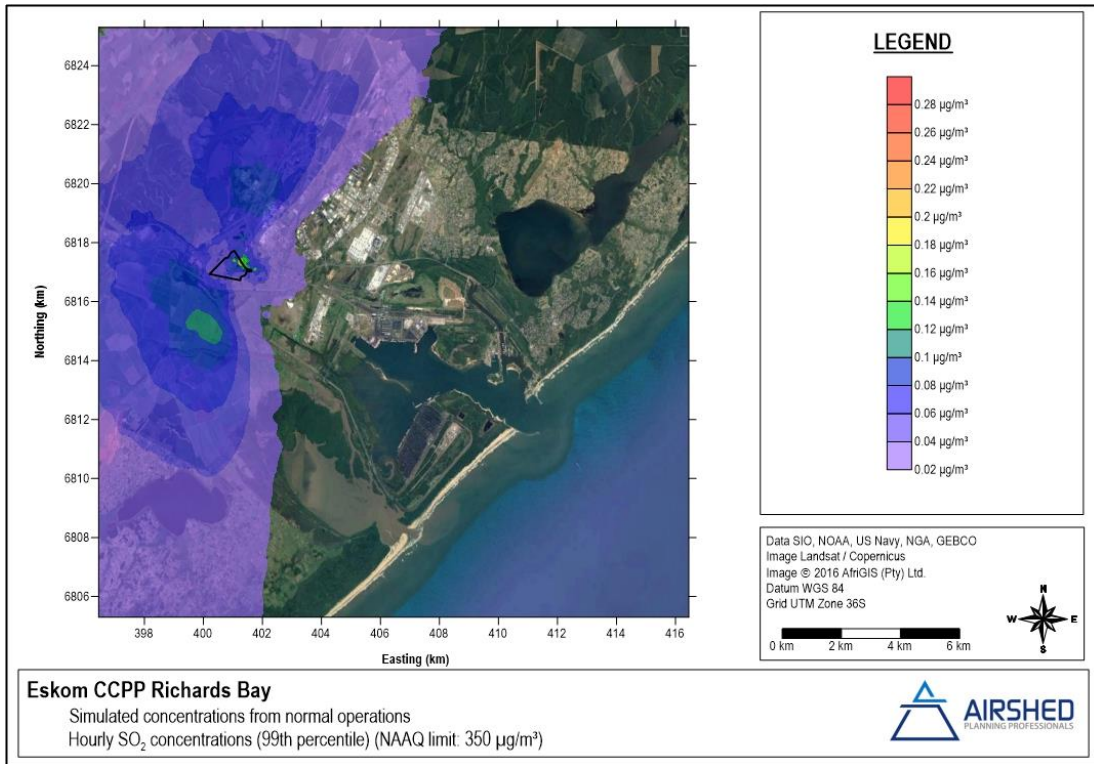 LEGEND
0.28 µg/m³
0.26 µg/m³
0.24 µg/m³
0.22 µg/m³
0.2 µg/m³
0.18 µg/m³
0.16 µg/m³
0.14 µg/m³
0.12 µg/m³
0.1 µg/m³
0.08 µg/m³
0.06 µg/m³
0.04 µg/m³
0.02 µg/m³
Northing (km)
6824
6822
6820
6818
6816
6814
6812
6810
6808
6806
398 400 402 404 406 408 410 412 414 416
Easting (km)
Data SIO, NOAA, US Navy, NGA, GEBCO
Image Landsat / Copernicus
Image © 2016 AfriGIS (Pty) Ltd.
Datum WGS 84
Grid UTM Zone 36S
N
W E
S
0 km 2 km 4 km 6 km
Eskom CCPP Richards Bay
Simulated concentrations from normal operations
Hourly SO₂ concentrations (99th percentile) (NAAQ limit: 350 µg/m³)
AIRSHED
PLANNING PROFESSIONALS